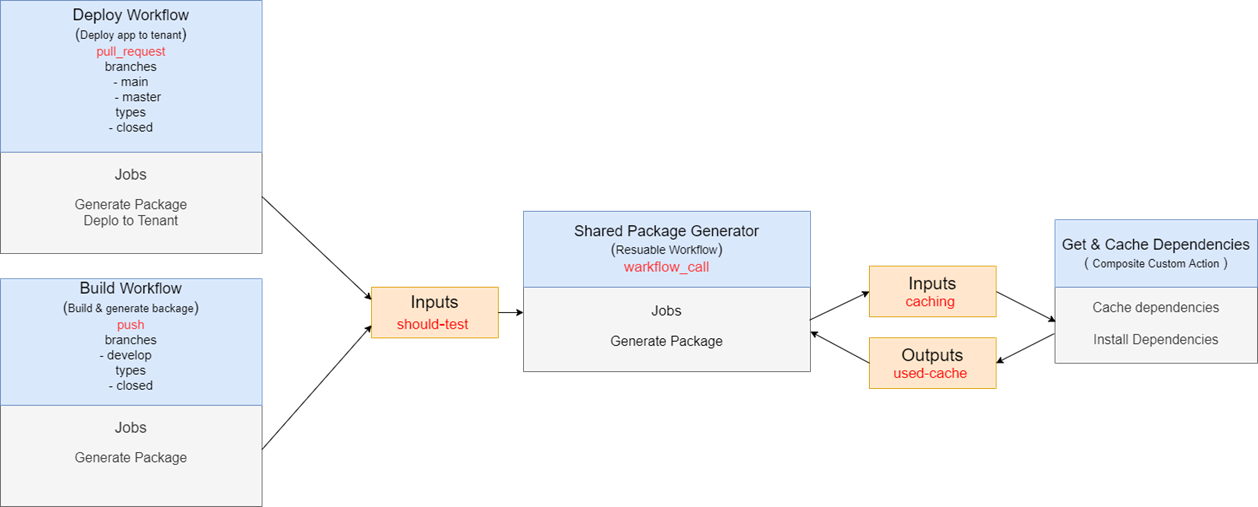 Deploy Workflow
(Deploy app to tenant)
pull_request
branches
- main
- master
types
- closed
Jobs
Generate Package
Deplo to Tenant
Build Workflow
(Build & generate backage)
push
branches
- develop
types
- closed
Jobs
Generate Package
Inputs
should-test
Shared Package Generator
(Resuable Workflow)
warkflow_call
Jobs
Generate Package
Inputs
caching
Outputs
used-cache
Get & Cache Dependencies
( Composite Custom Action )
Cache dependencies
Install Dependencies